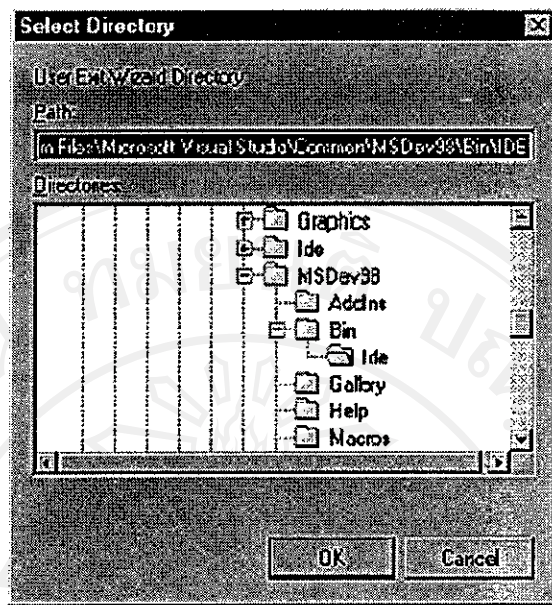 Select Directory
User Exit Wizard Directory
Path:
m Files\Microsoft Visual Studio\Common\MSDev98\Bin\IDE
Directories:
Graphics
Ide
MSDev98
AddIns
Bin
Ide
Gallery
Help
Macros
OK
Cancel